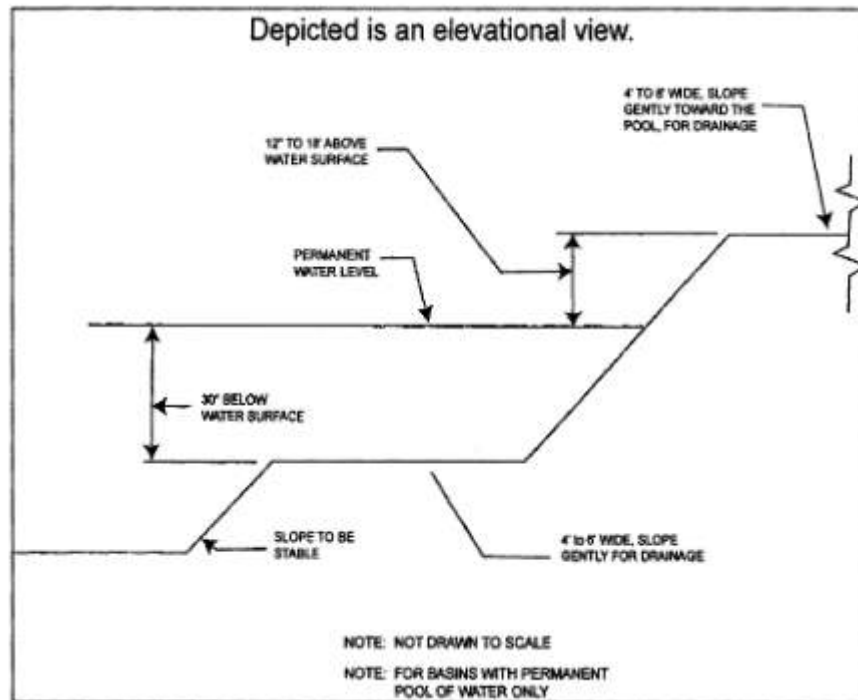 Depicted is an elevational view.
4' TO 6' WIDE, SLOPE
GENTLY TOWARD THE
POOL, FOR DRAINAGE
12" TO 18' ABOVE
WATER SURFACE
PERMANENT
WATER LEVEL
30" BELOW
WATER SURFACE
SLOPE TO BE
STABLE
4' to 6' WIDE, SLOPE
GENTLY FOR DRAINAGE
NOTE: NOT DRAWN TO SCALE
NOTE: FOR BASINS WITH PERMANENT
POOL OF WATER ONLY